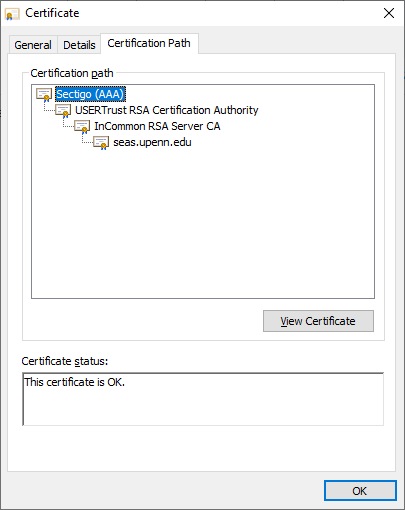 Certificate
General
Details
Certification Path
Certification path
Sectigo (AAA)
USERTrust RSA Certification Authority
InCommon RSA Server CA
seas.upenn.edu
View Certificate
Certificate status:
This certificate is OK.
OK